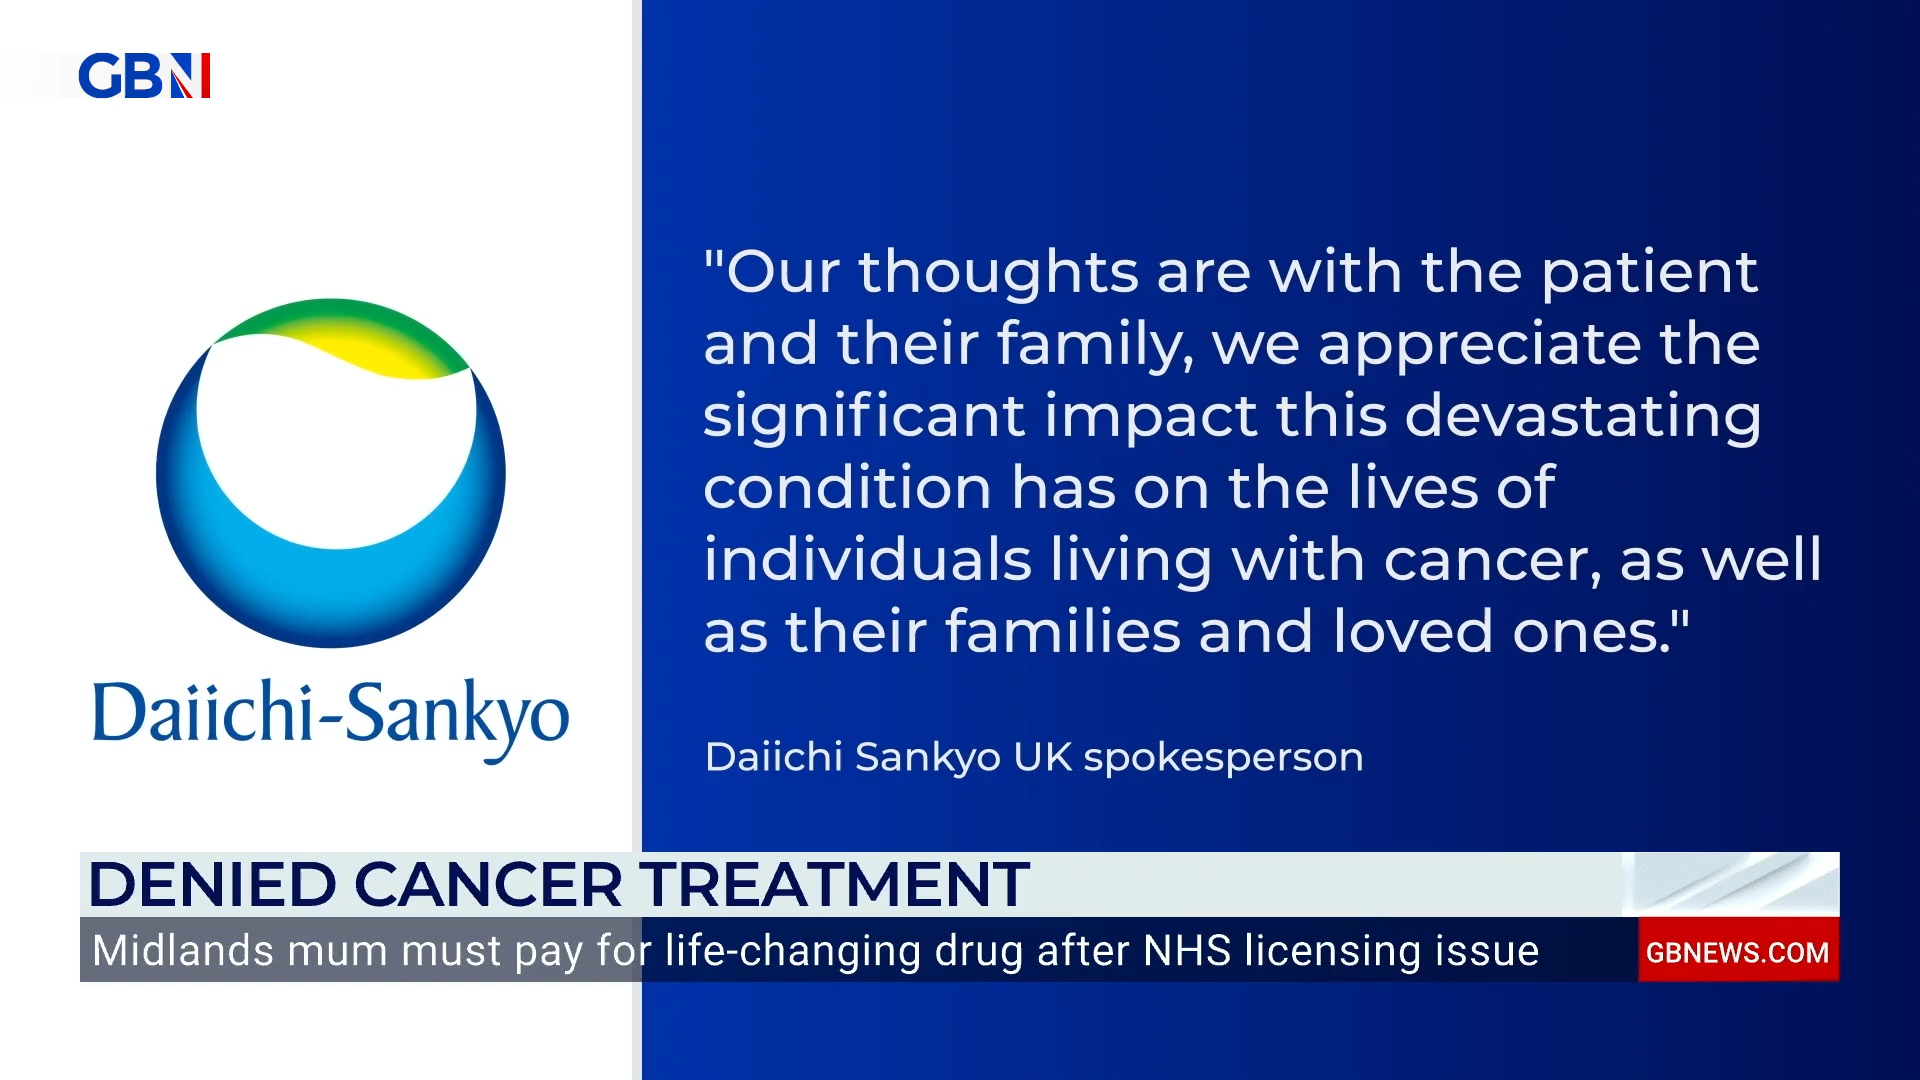 GBN
"Our thoughts are with the patient
and their family, we appreciate the
significant impact this devastating
condition has on the lives of
individuals living with cancer, as well
as their families and loved ones."
Daiichi-Sankyo
Daiichi Sankyo UK spokesperson
DENIED CANCER TREATMENT
Midlands mum must pay for life-changing drug after NHS licensing issue
GBNEWS.COM